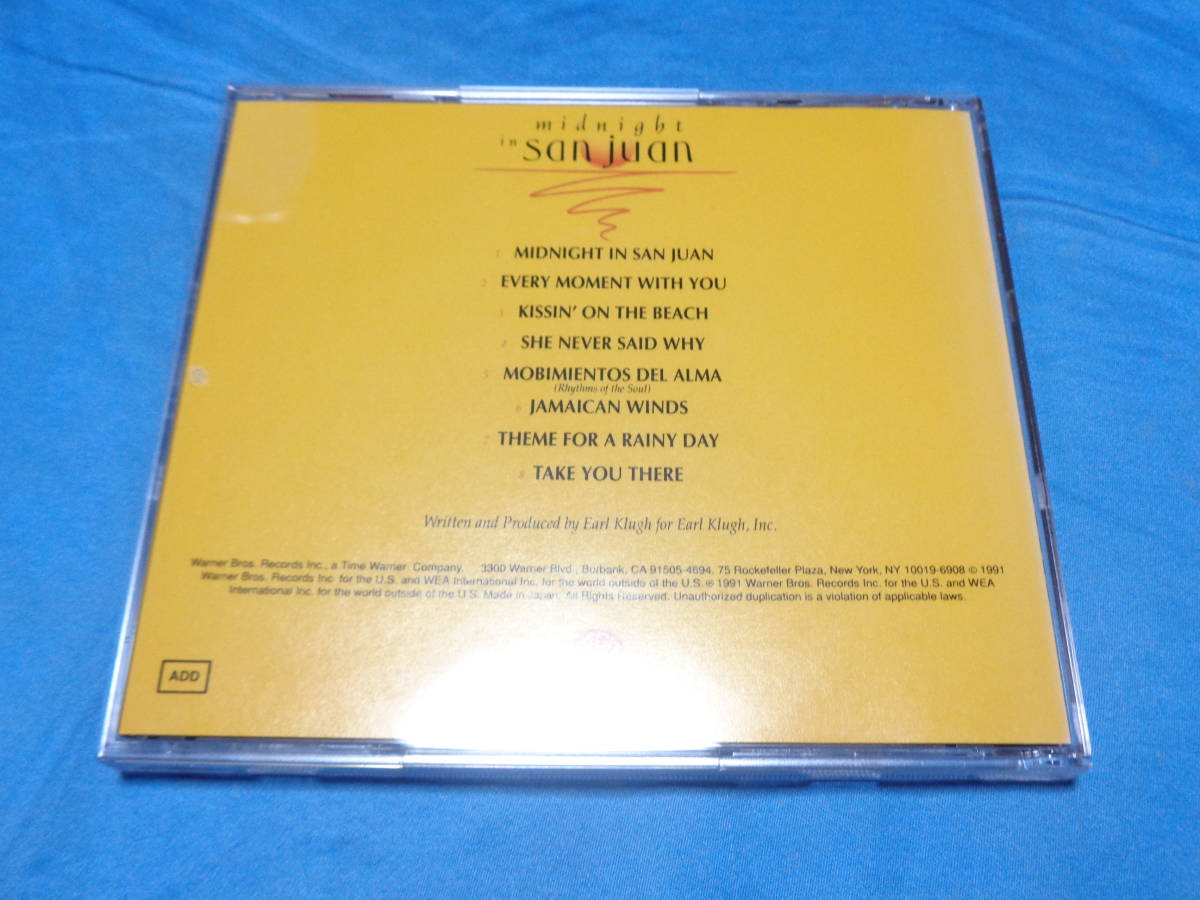 midnight
in san juan
1 MIDNIGHT IN SAN JUAN
2 EVERY MOMENT WITH YOU
3 KISSIN' ON THE BEACH
SHE NEVER SAID WHY
5 MOBIMIENTOS DEL ALMA
(Rhythms of the Soul)
6 JAMAICAN WINDS
7 THEME FOR A RAINY DAY
8 TAKE YOU THERE
Written and Produced by Earl Klugh for Earl Klugh, Inc.
Warner Bros. Records Inc., a Time Warner Company. 3300 Warner Blvd., Burbank, CA 91505-4694. 75 Rockefeller Plaza, New York, NY 10019-6908 © 1991
Warner Bros. Records Inc. for the U.S. and WEA International Inc. for the world outside of the U.S. ℗ 1991 Warner Bros. Records Inc. for the U.S. and WEA
International Inc. for the world outside of the U.S. Made in Japan. All Rights Reserved. Unauthorized duplication is a violation of applicable laws.
ADD